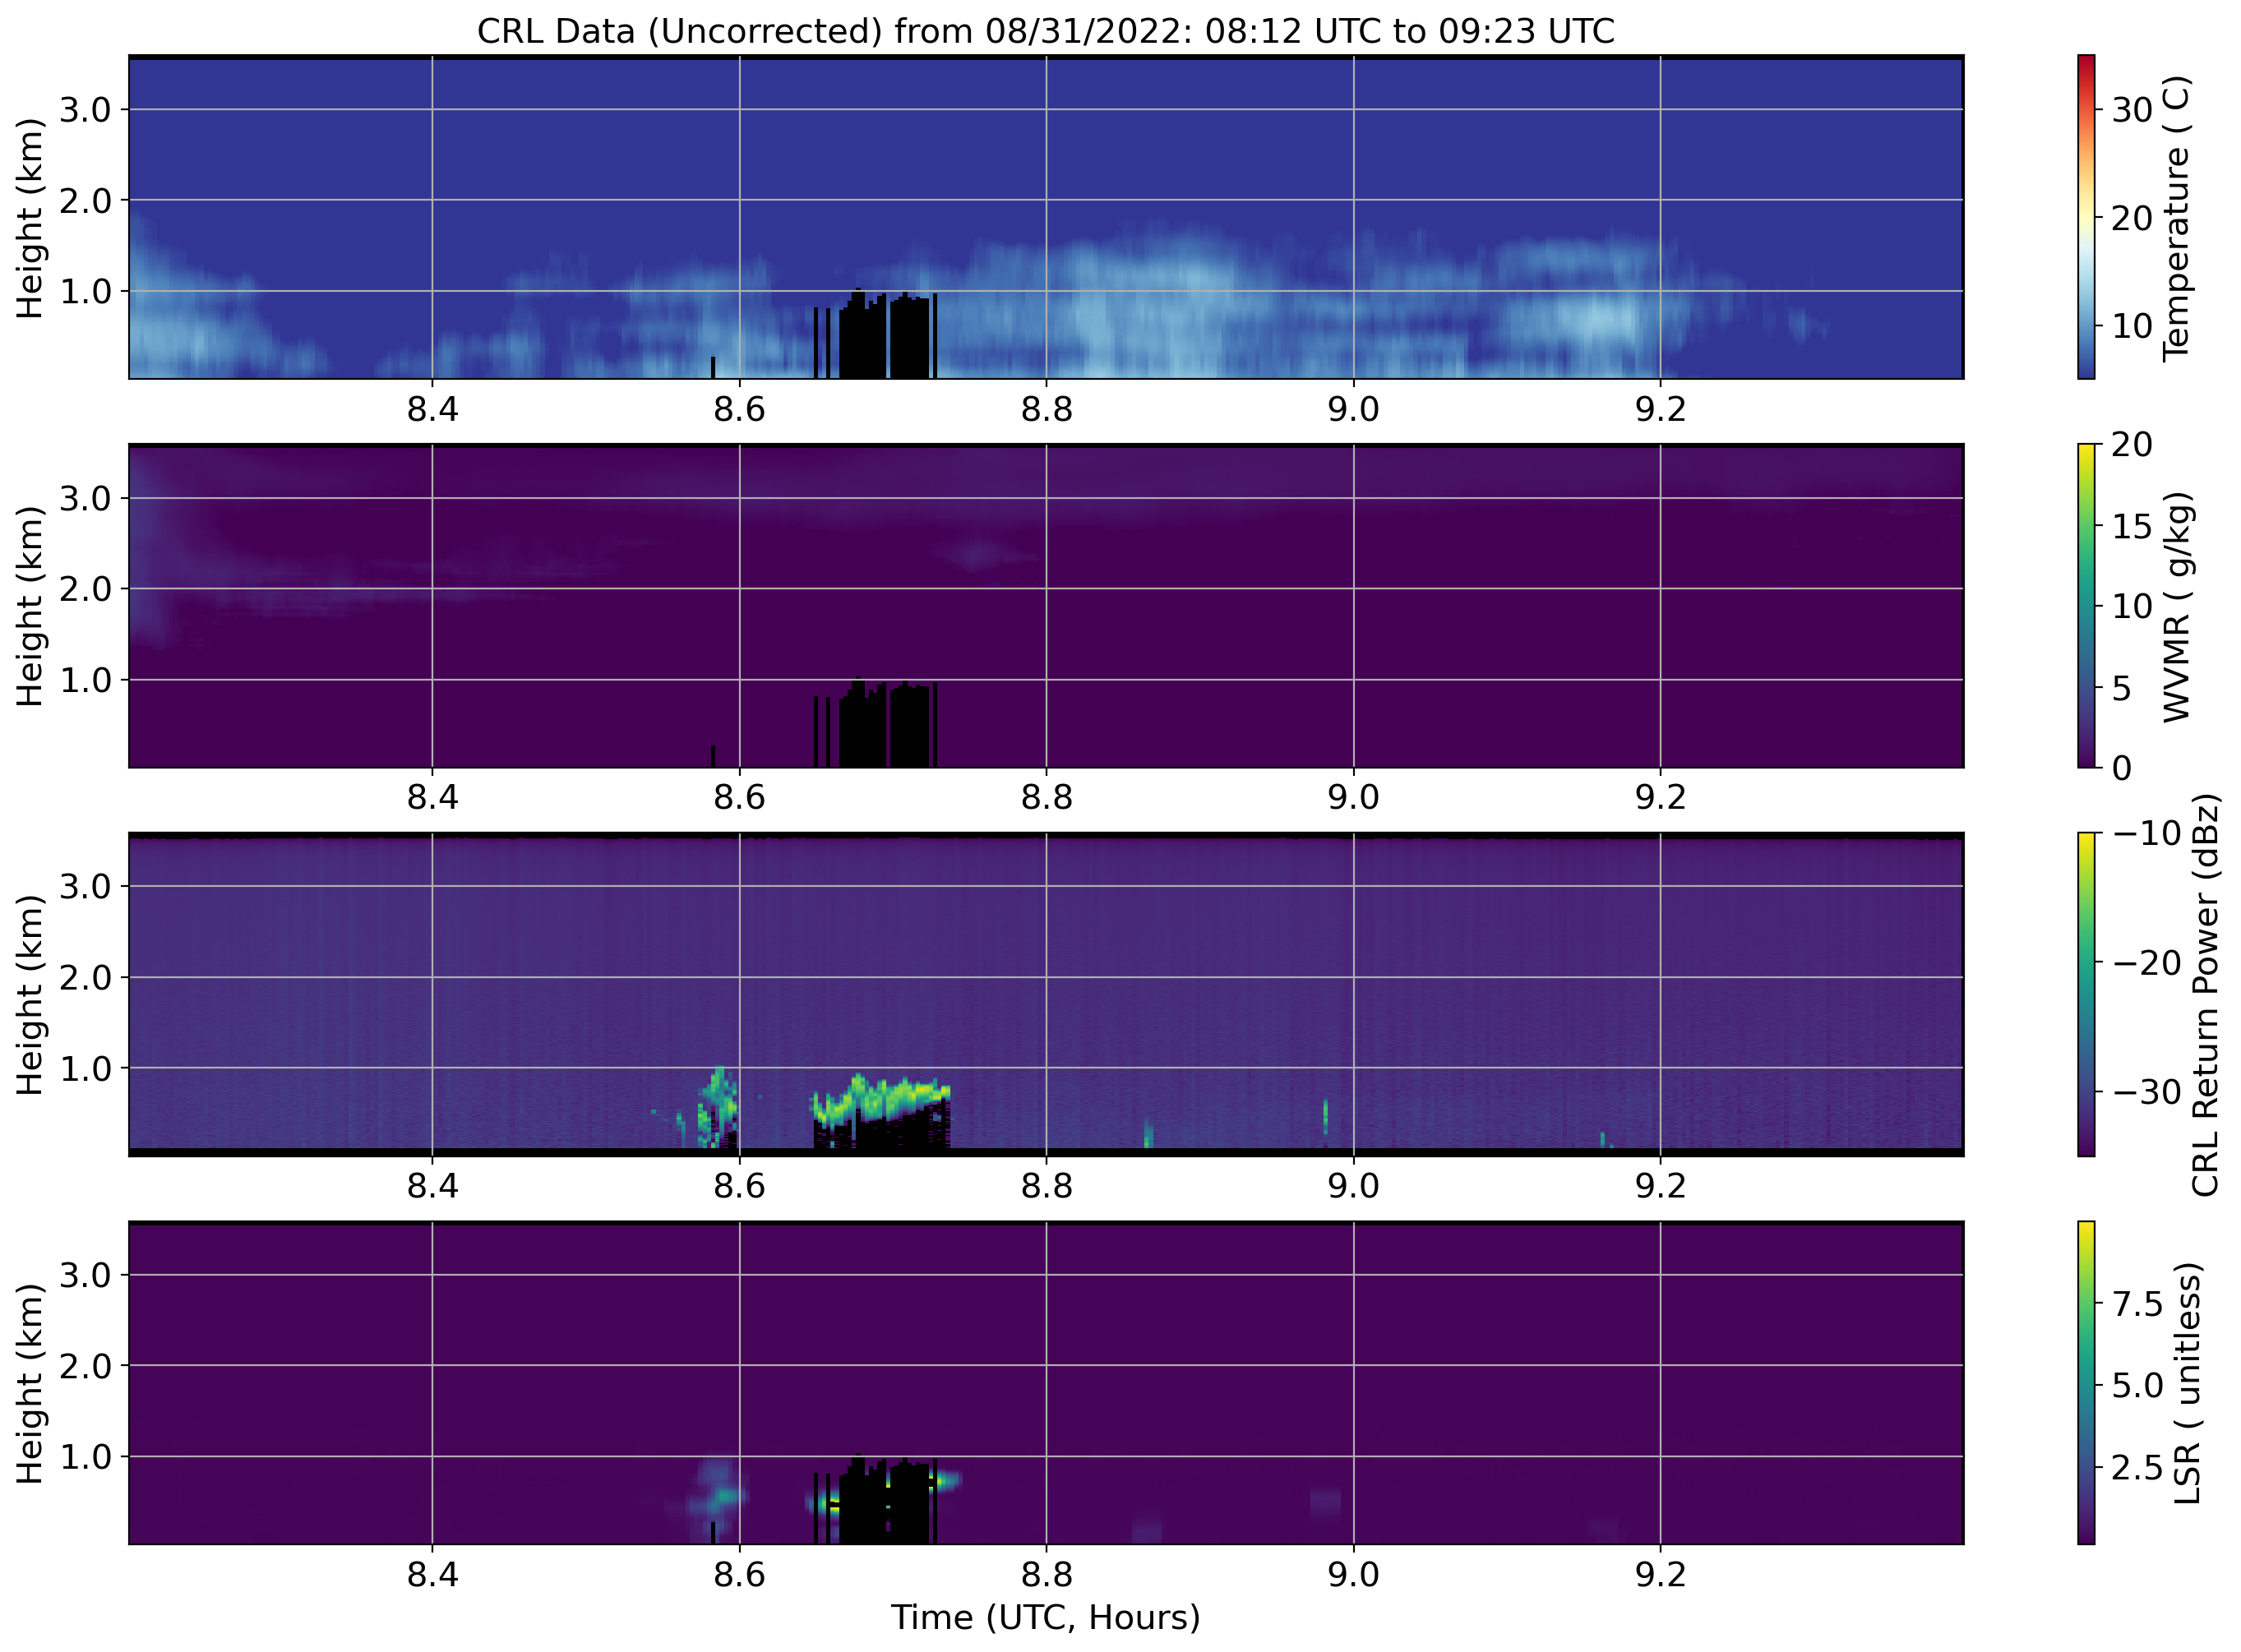 CRL Data (Uncorrected) from 08/31/2022: 08:12 UTC to 09:23 UTC
Height (km)
3.0
2.0
1.0
8.4 8.6 8.8 9.0 9.2
30
20
10
Temperature ( C)
Height (km)
3.0
2.0
1.0
8.4 8.6 8.8 9.0 9.2
20
15
10
5
0
WVMR ( g/kg)
Height (km)
3.0
2.0
1.0
8.4 8.6 8.8 9.0 9.2
−10
−20
−30
CRL Return Power (dBz)
Height (km)
3.0
2.0
1.0
8.4 8.6 8.8 9.0 9.2
7.5
5.0
2.5
LSR ( unitless)
Time (UTC, Hours)